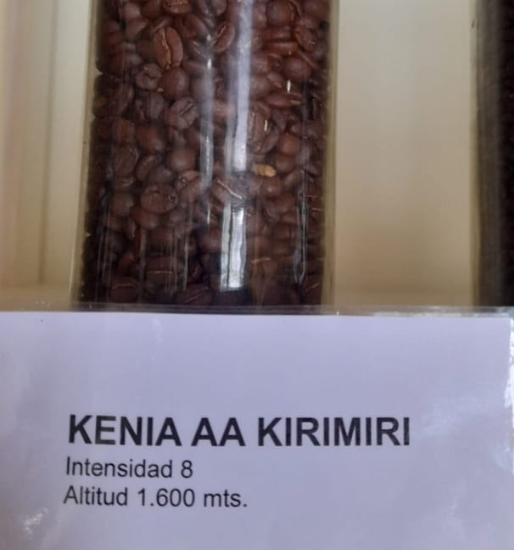 KENIA AA KIRIMIRI
Intensidad 8
Altitud 1.600 mts.